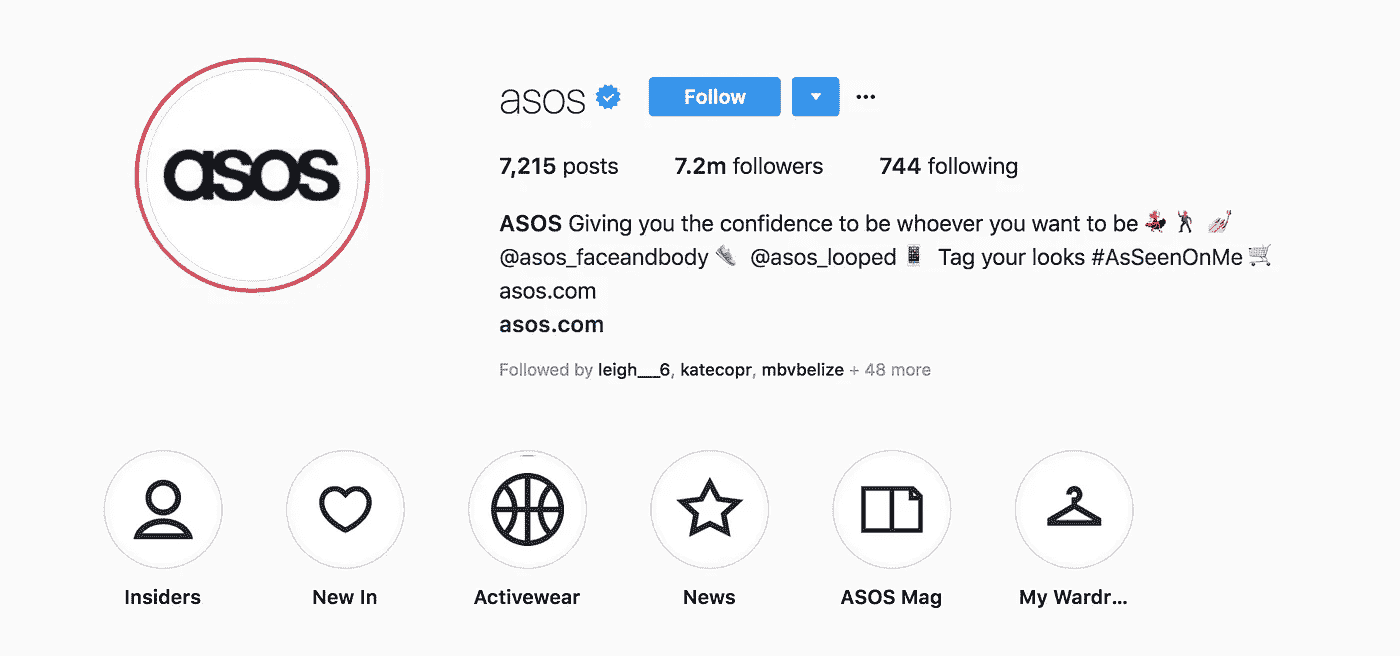 asos
asos Follow
7,215 posts 7.2m followers 744 following
ASOS Giving you the confidence to be whoever you want to be 💃 🕺 💅
@asos_faceandbody 👟 @asos_looped 📱 Tag your looks #AsSeenOnMe 🛒
asos.com
asos.com
Followed by leigh___6, katecopr, mbvbelize + 48 more
Insiders New In Activewear News ASOS Mag My Wardr...